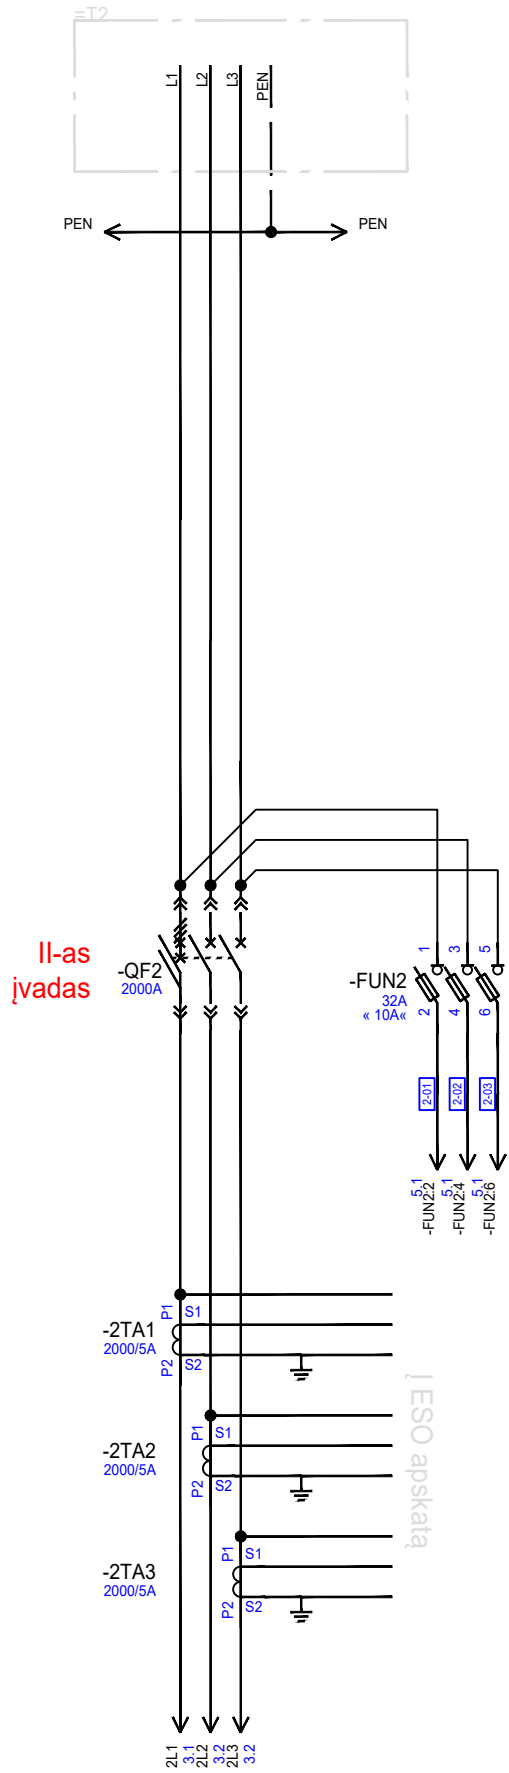 =T2
L1
L2
L3
PEN
PEN
PEN
II-as
įvadas
-QF2
2000A
-FUN2
32A
« 10A«
1
3
5
2
4
6
2-01
2-02
2-03
5.1
-FUN2:2
5.1
-FUN2:4
5.1
-FUN2:6
-2TA1
2000/5A
P1
S1
P2
S2
-2TA2
2000/5A
P1
S1
P2
S2
-2TA3
2000/5A
P1
S1
P2
S2
Į ESO apskatą
2L1
3.1
2L2
3.2
2L3
3.2